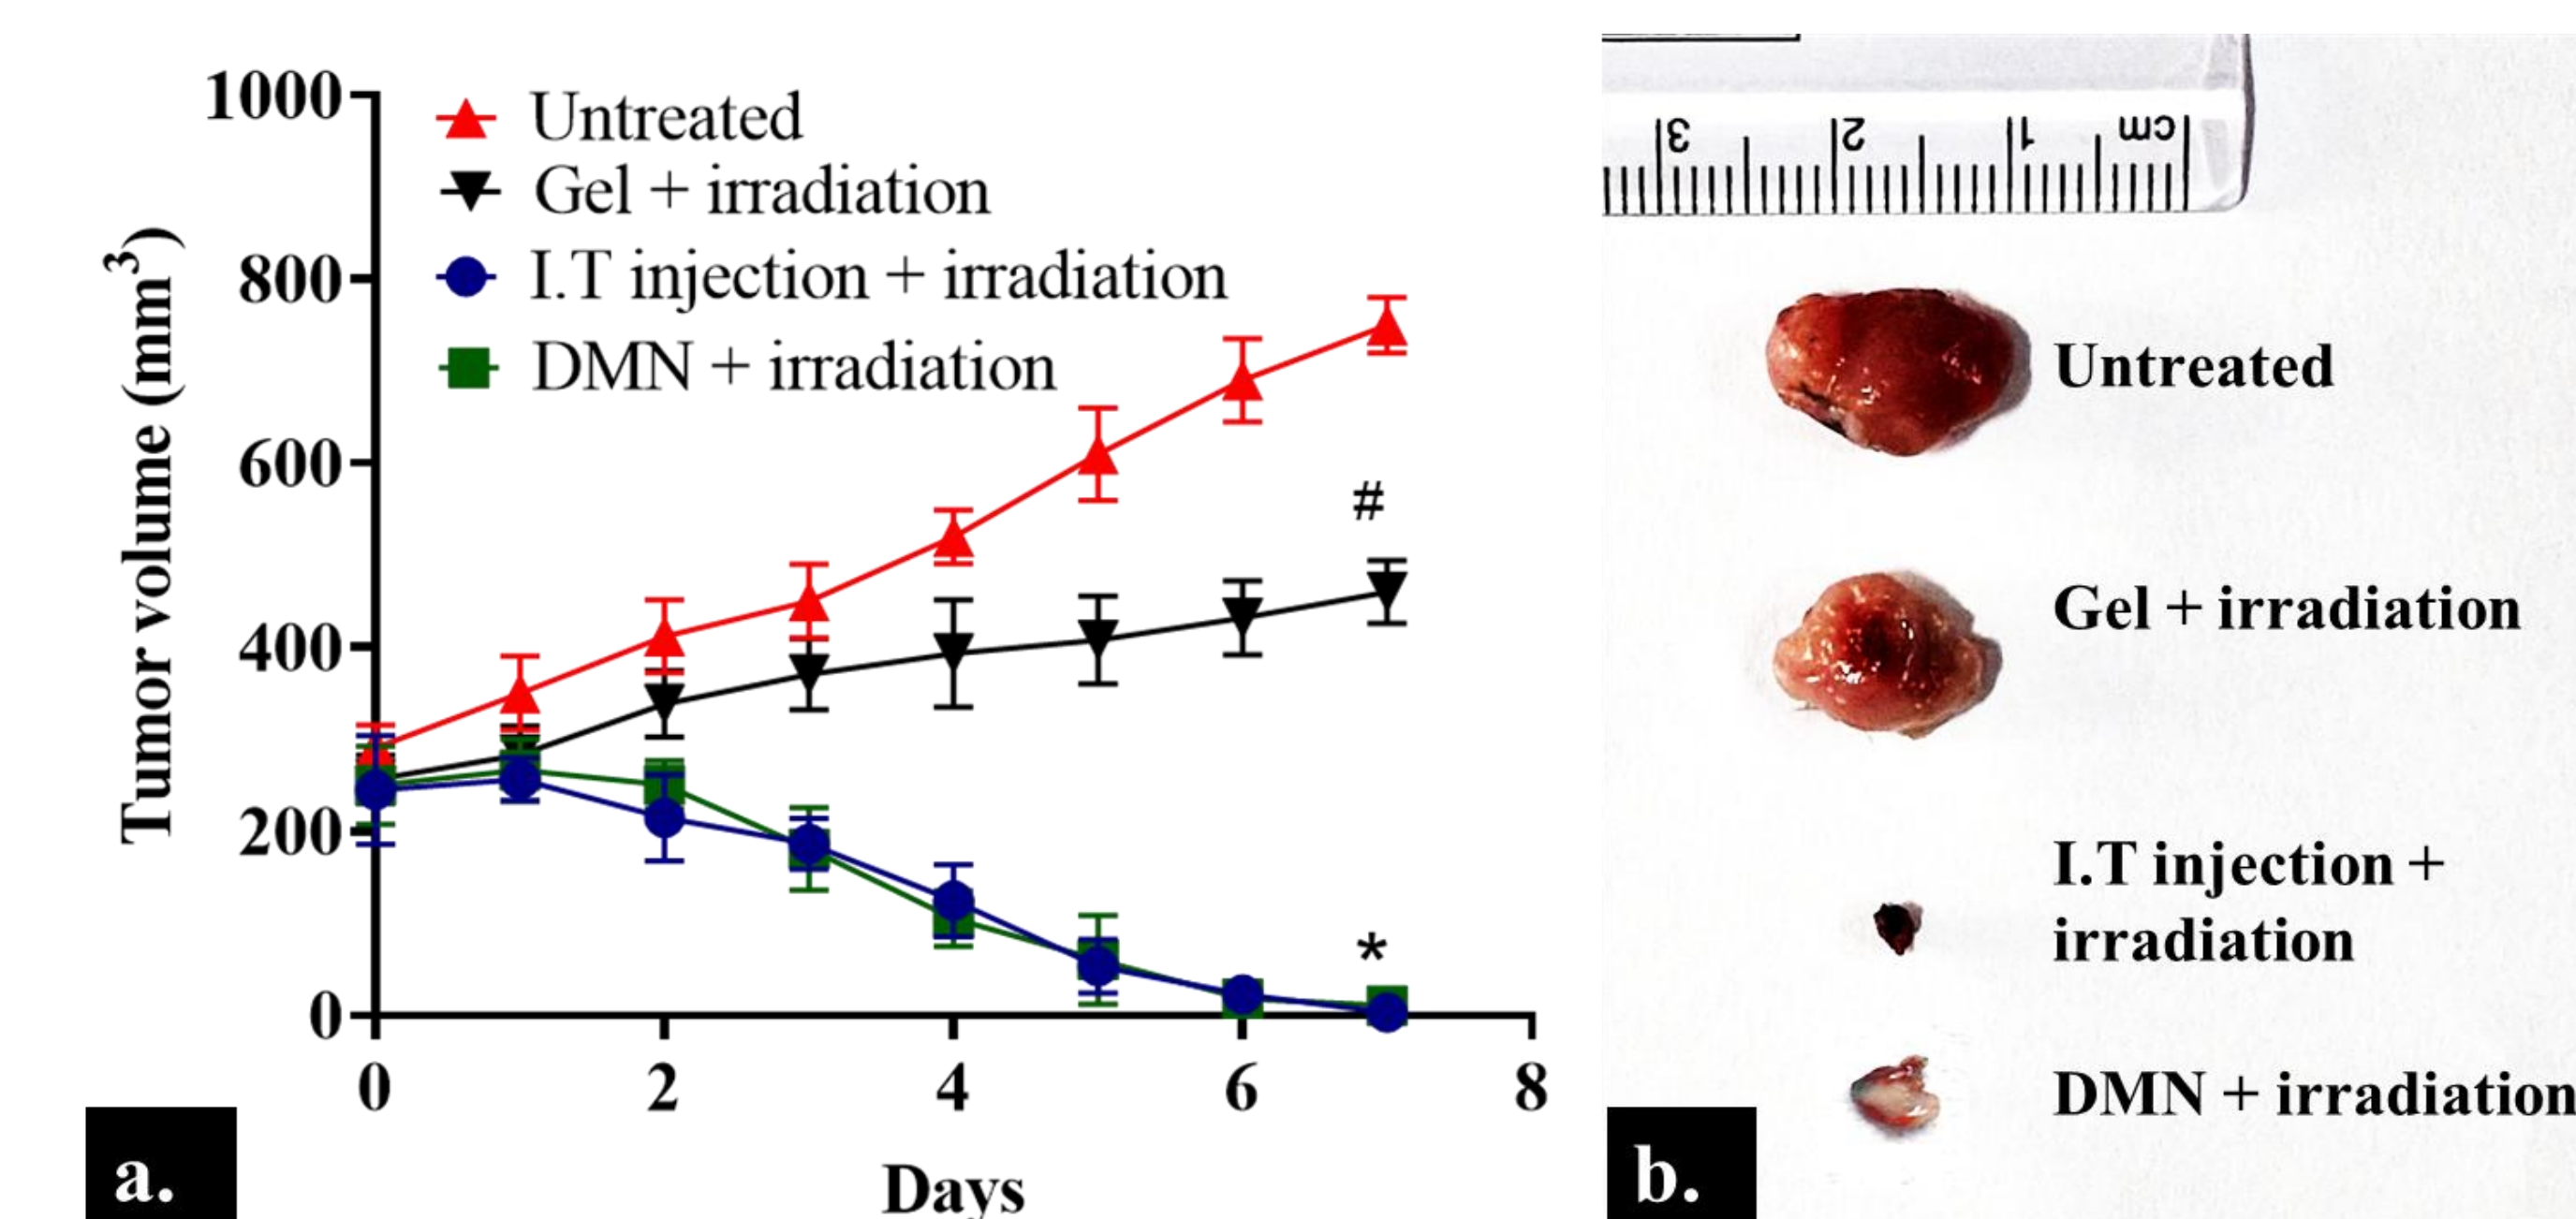 1000
800
600
400
200
0
Tumor volume (mm³)
Untreated
Gel + irradiation
I.T injection + irradiation
DMN + irradiation
#
*
0 2 4 6 8
Days
a.
3 2 1 cm
Untreated
Gel + irradiation
I.T injection +
irradiation
DMN + irradiation
b.